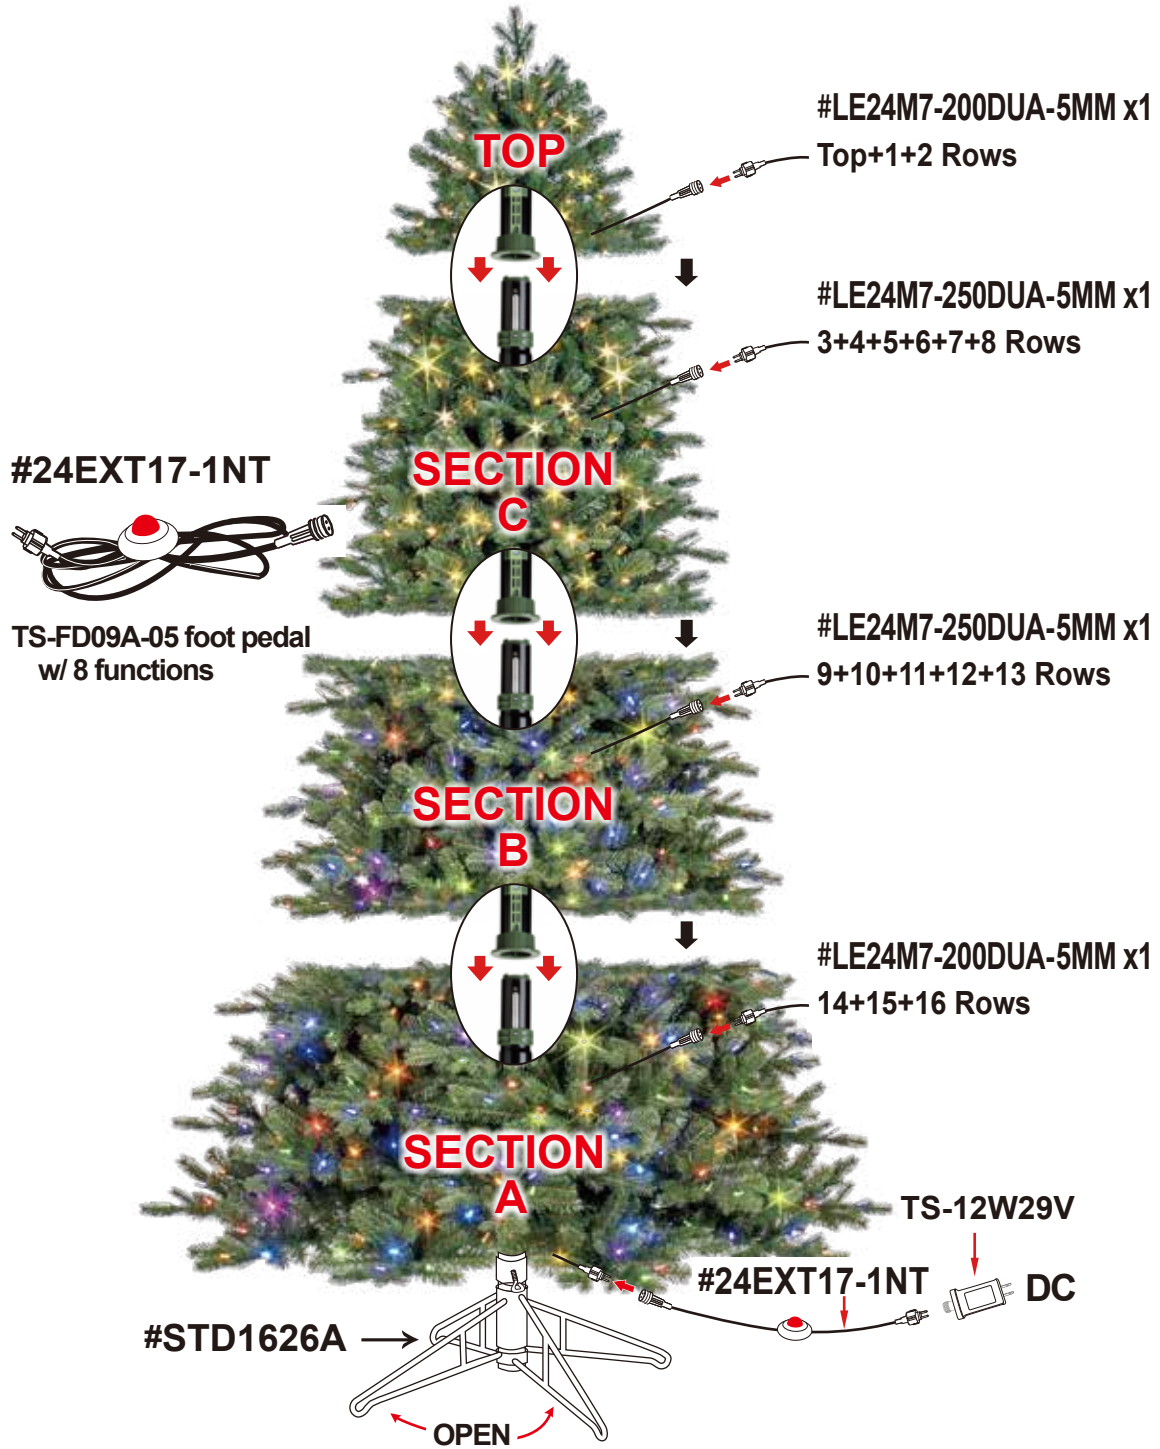 #LE24M7-200DUA-5MM x1
Top+1+2 Rows
TOP
#LE24M7-250DUA-5MM x1
3+4+5+6+7+8 Rows
SECTION
C
#24EXT17-1NT
TS-FD09A-05 foot pedal
w/ 8 functions
#LE24M7-250DUA-5MM x1
9+10+11+12+13 Rows
SECTION
B
#LE24M7-200DUA-5MM x1
14+15+16 Rows
SECTION
A
TS-12W29V
#24EXT17-1NT
DC
#STD1626A
OPEN